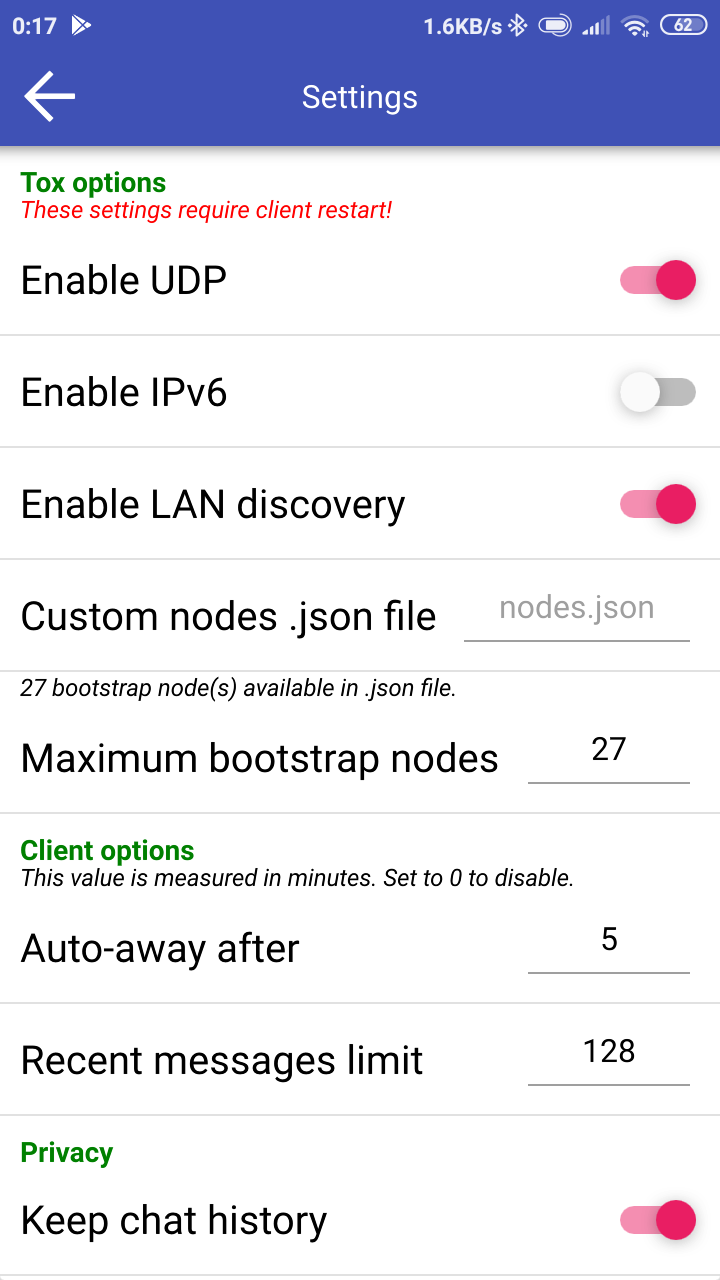 0:17 1.6KB/s 62
Settings
Tox options
These settings require client restart!
Enable UDP
Enable IPv6
Enable LAN discovery
Custom nodes .json file nodes.json
27 bootstrap node(s) available in .json file.
Maximum bootstrap nodes 27
Client options
This value is measured in minutes. Set to 0 to disable.
Auto-away after 5
Recent messages limit 128
Privacy
Keep chat history